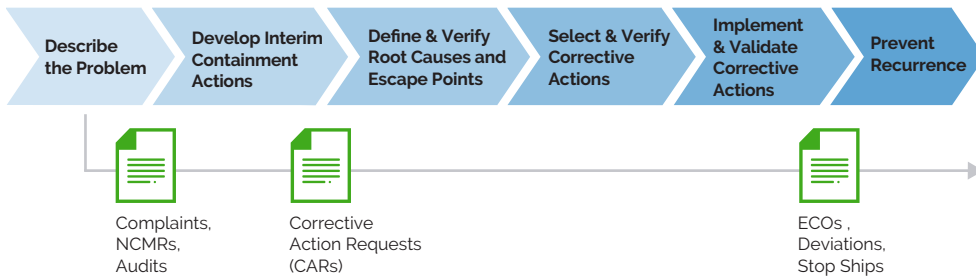 Describe
the Problem
Develop Interim
Containment
Actions
Define & Verify
Root Causes and
Escape Points
Select & Verify
Corrective
Actions
Implement
& Validate
Corrective
Actions
Prevent
Recurrence
Complaints,
NCMRs,
Audits
Corrective
Action Requests
(CARs)
ECOs ,
Deviations,
Stop Ships